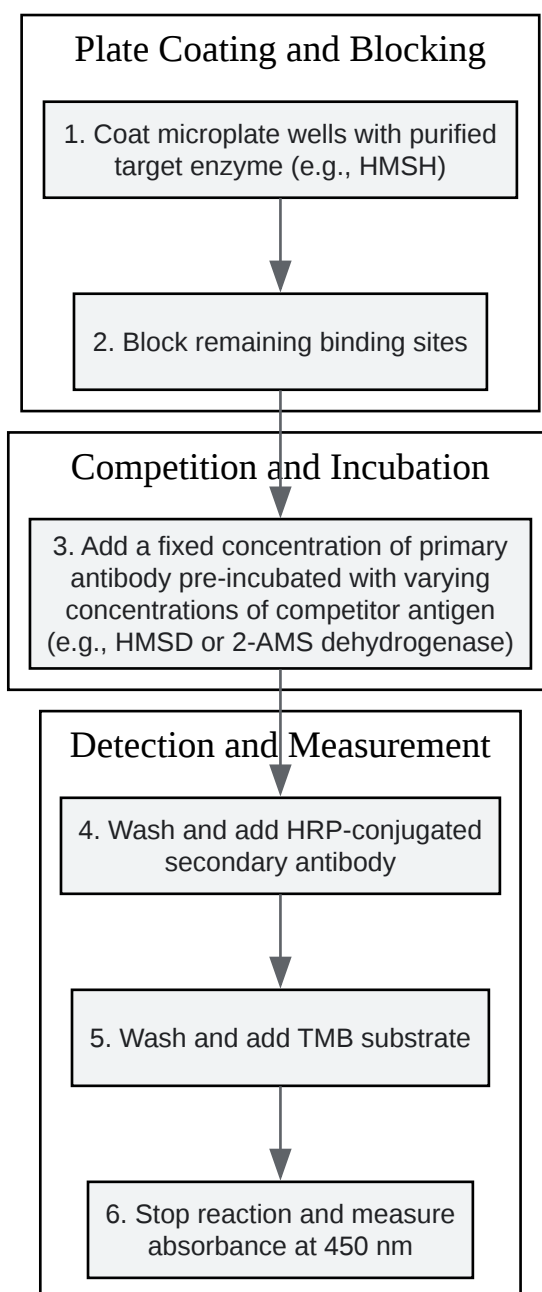 Plate Coating and Blocking
1. Coat microplate wells with purified
target enzyme (e.g., HMSH)
2. Block remaining binding sites
Competition and Incubation
3. Add a fixed concentration of primary
antibody pre-incubated with varying
concentrations of competitor antigen
(e.g., HMSD or 2-AMS dehydrogenase)
Detection and Measurement
4. Wash and add HRP-conjugated
secondary antibody
5. Wash and add TMB substrate
6. Stop reaction and measure
absorbance at 450 nm